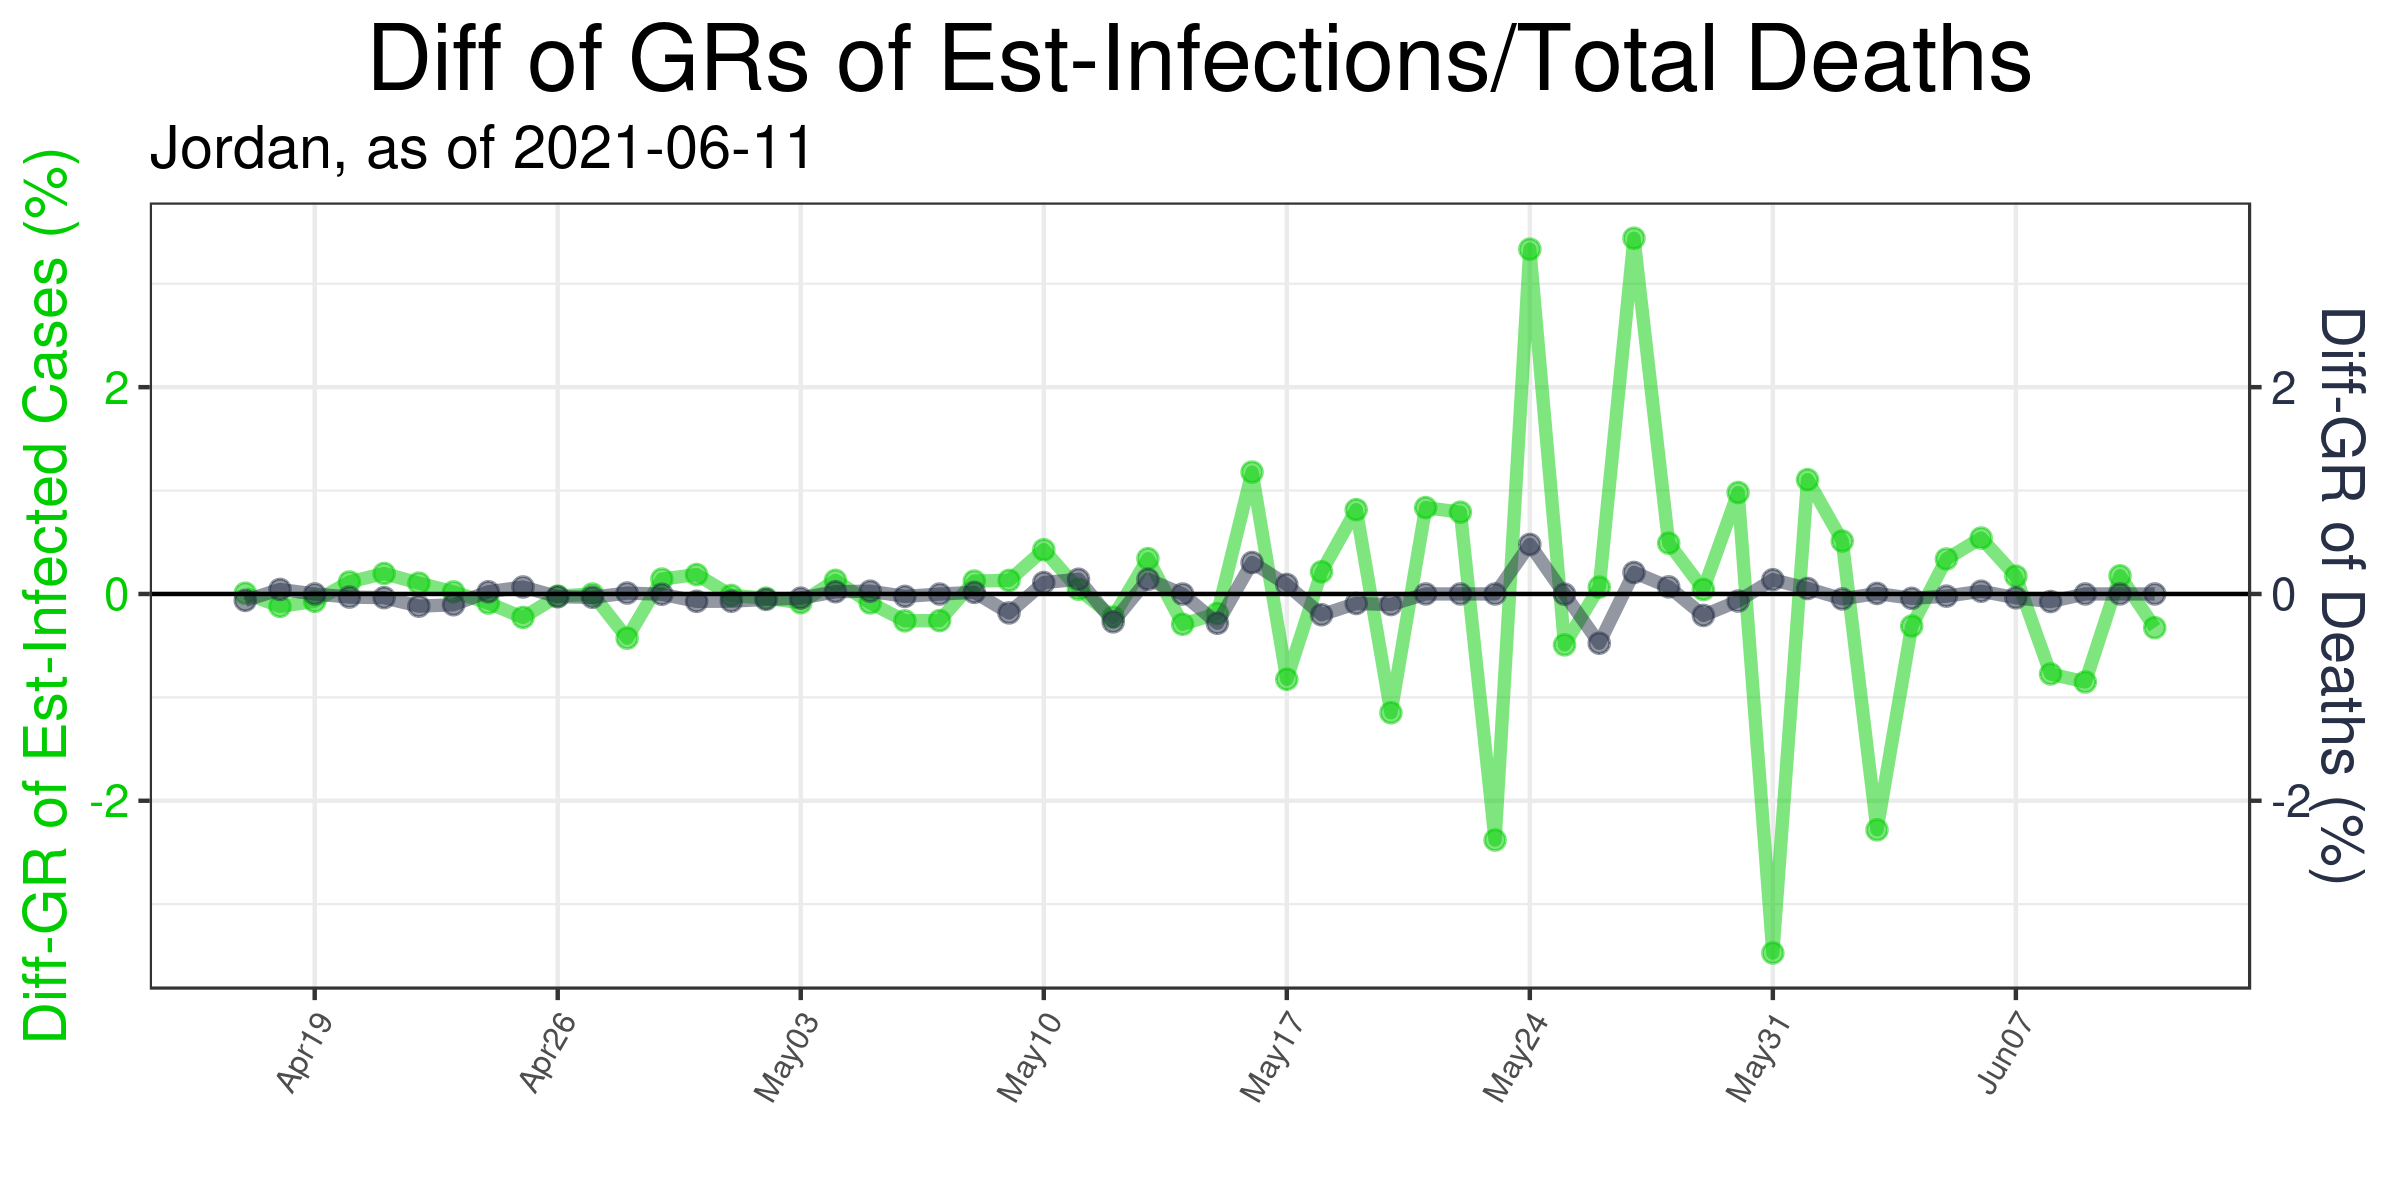 Diff of GRs of Est-Infections/Total Deaths
Jordan, as of 2021-06-11
Diff-GR of Est-Infected Cases (%)
2
0
-2
2
0
-2
Diff-GR of Deaths (%)
Apr19
Apr26
May03
May10
May17
May24
May31
Jun07